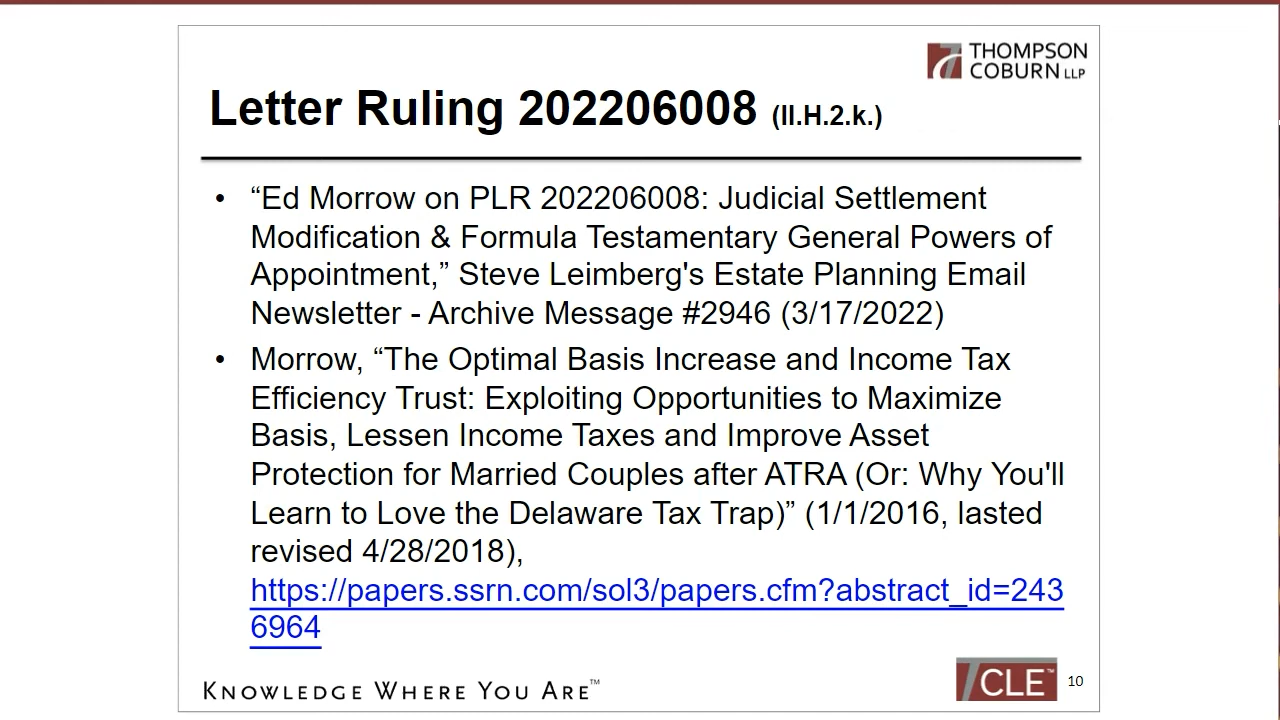 THOMPSON
COBURN LLP
Letter Ruling 202206008 (II.H.2.k.)
• “Ed Morrow on PLR 202206008: Judicial Settlement
Modification & Formula Testamentary General Powers of
Appointment,” Steve Leimberg's Estate Planning Email
Newsletter - Archive Message #2946 (3/17/2022)
• Morrow, “The Optimal Basis Increase and Income Tax
Efficiency Trust: Exploiting Opportunities to Maximize
Basis, Lessen Income Taxes and Improve Asset
Protection for Married Couples after ATRA (Or: Why You'll
Learn to Love the Delaware Tax Trap)” (1/1/2016, lasted
revised 4/28/2018),
https://papers.ssrn.com/sol3/papers.cfm?abstract_id=243
6964
KNOWLEDGE WHERE YOU ARE™
CLE™ 10